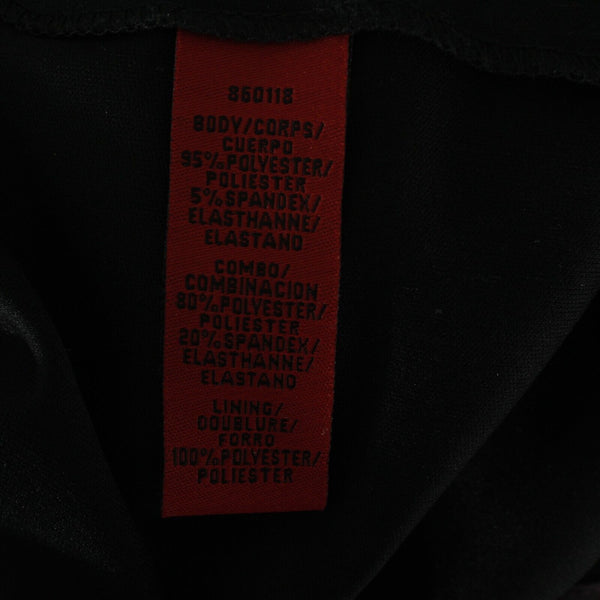 860118
BODY/CORPS/
CUERPO
95%POLYESTER/
POLIESTER
5%SPANDEX/
ELASTHANNE/
ELASTANO
COMBO/
COMBINACION
80%POLYESTER/
POLIESTER
20%SPANDEX/
ELASTHANNE/
ELASTANO
LINING/
DOUBLURE/
FORRO
100%POLYESTER/
POLIESTER